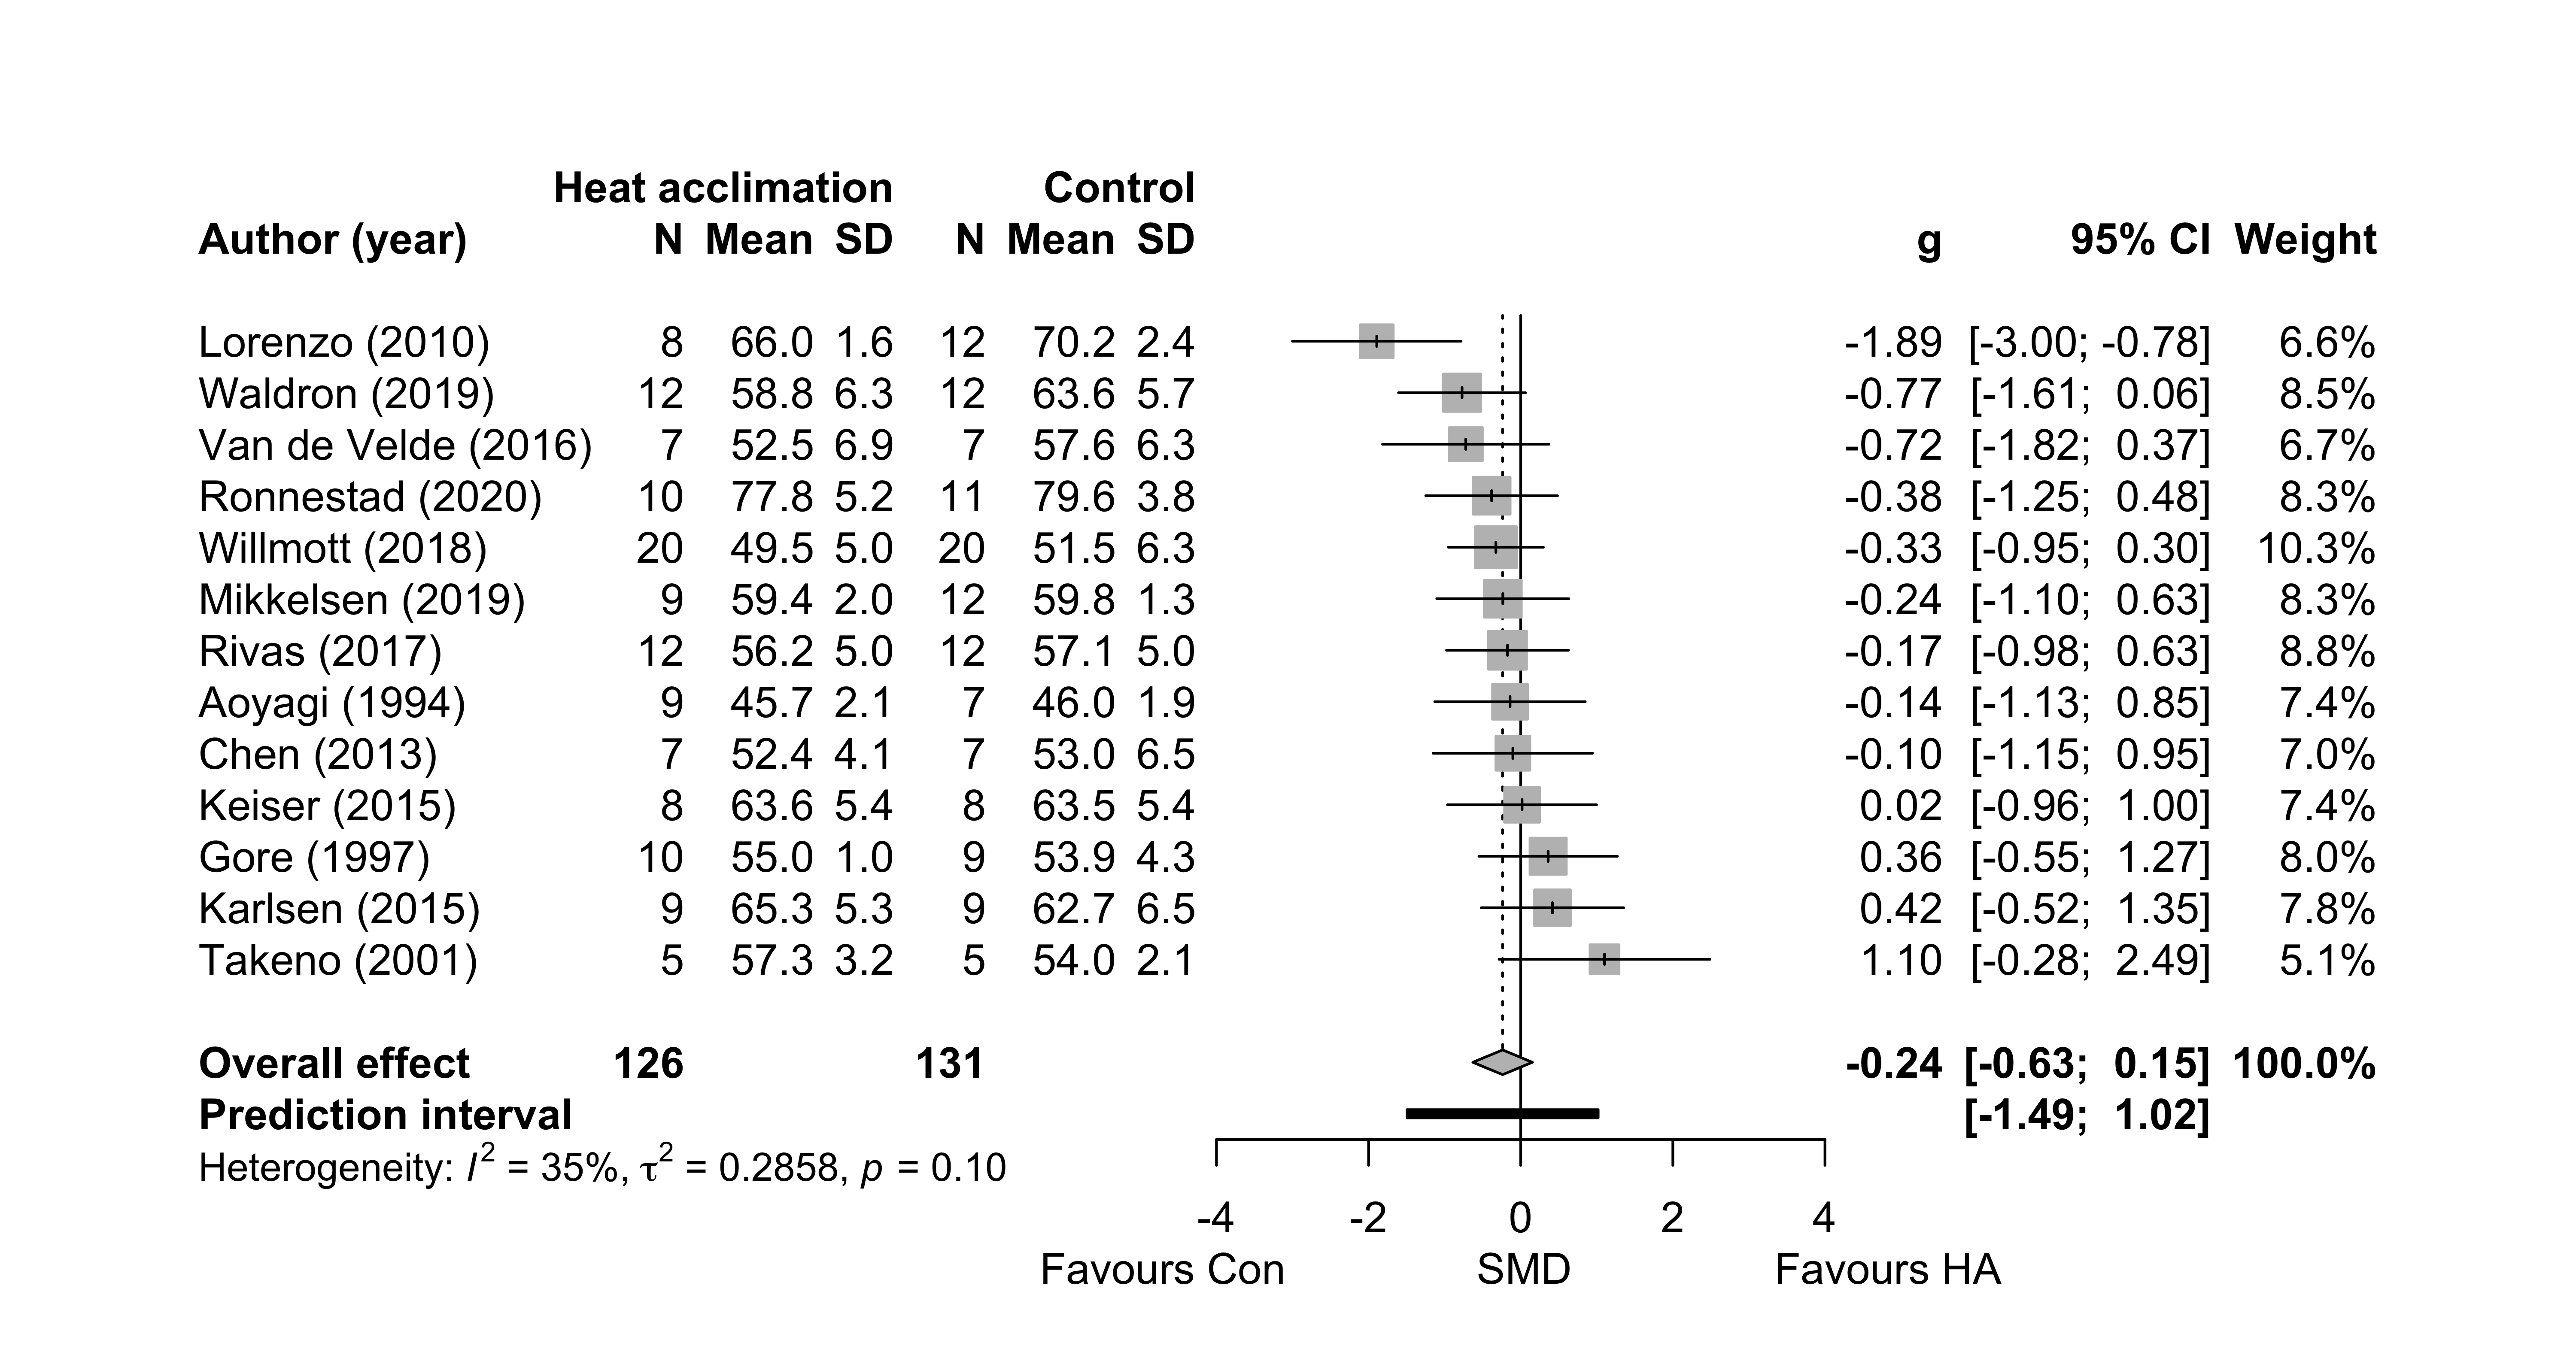 Heat acclimation Control
Author (year) N Mean SD N Mean SD g 95% CI Weight
Lorenzo (2010) 8 66.0 1.6 12 70.2 2.4 -1.89 [-3.00; -0.78] 6.6%
Waldron (2019) 12 58.8 6.3 12 63.6 5.7 -0.77 [-1.61; 0.06] 8.5%
Van de Velde (2016) 7 52.5 6.9 7 57.6 6.3 -0.72 [-1.82; 0.37] 6.7%
Ronnestad (2020) 10 77.8 5.2 11 79.6 3.8 -0.38 [-1.25; 0.48] 8.3%
Willmott (2018) 20 49.5 5.0 20 51.5 6.3 -0.33 [-0.95; 0.30] 10.3%
Mikkelsen (2019) 9 59.4 2.0 12 59.8 1.3 -0.24 [-1.10; 0.63] 8.3%
Rivas (2017) 12 56.2 5.0 12 57.1 5.0 -0.17 [-0.98; 0.63] 8.8%
Aoyagi (1994) 9 45.7 2.1 7 46.0 1.9 -0.14 [-1.13; 0.85] 7.4%
Chen (2013) 7 52.4 4.1 7 53.0 6.5 -0.10 [-1.15; 0.95] 7.0%
Keiser (2015) 8 63.6 5.4 8 63.5 5.4 0.02 [-0.96; 1.00] 7.4%
Gore (1997) 10 55.0 1.0 9 53.9 4.3 0.36 [-0.55; 1.27] 8.0%
Karlsen (2015) 9 65.3 5.3 9 62.7 6.5 0.42 [-0.52; 1.35] 7.8%
Takeno (2001) 5 57.3 3.2 5 54.0 2.1 1.10 [-0.28; 2.49] 5.1%
Overall effect 126 131 -0.24 [-0.63; 0.15] 100.0%
Prediction interval [-1.49; 1.02]
Heterogeneity: I² = 35%, τ² = 0.2858, p = 0.10
-4 -2 0 2 4
Favours Con SMD Favours HA